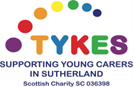 TYKES
SUPPORTING YOUNG CARERS
IN SUTHERLAND
Scottish Charity SC 036398